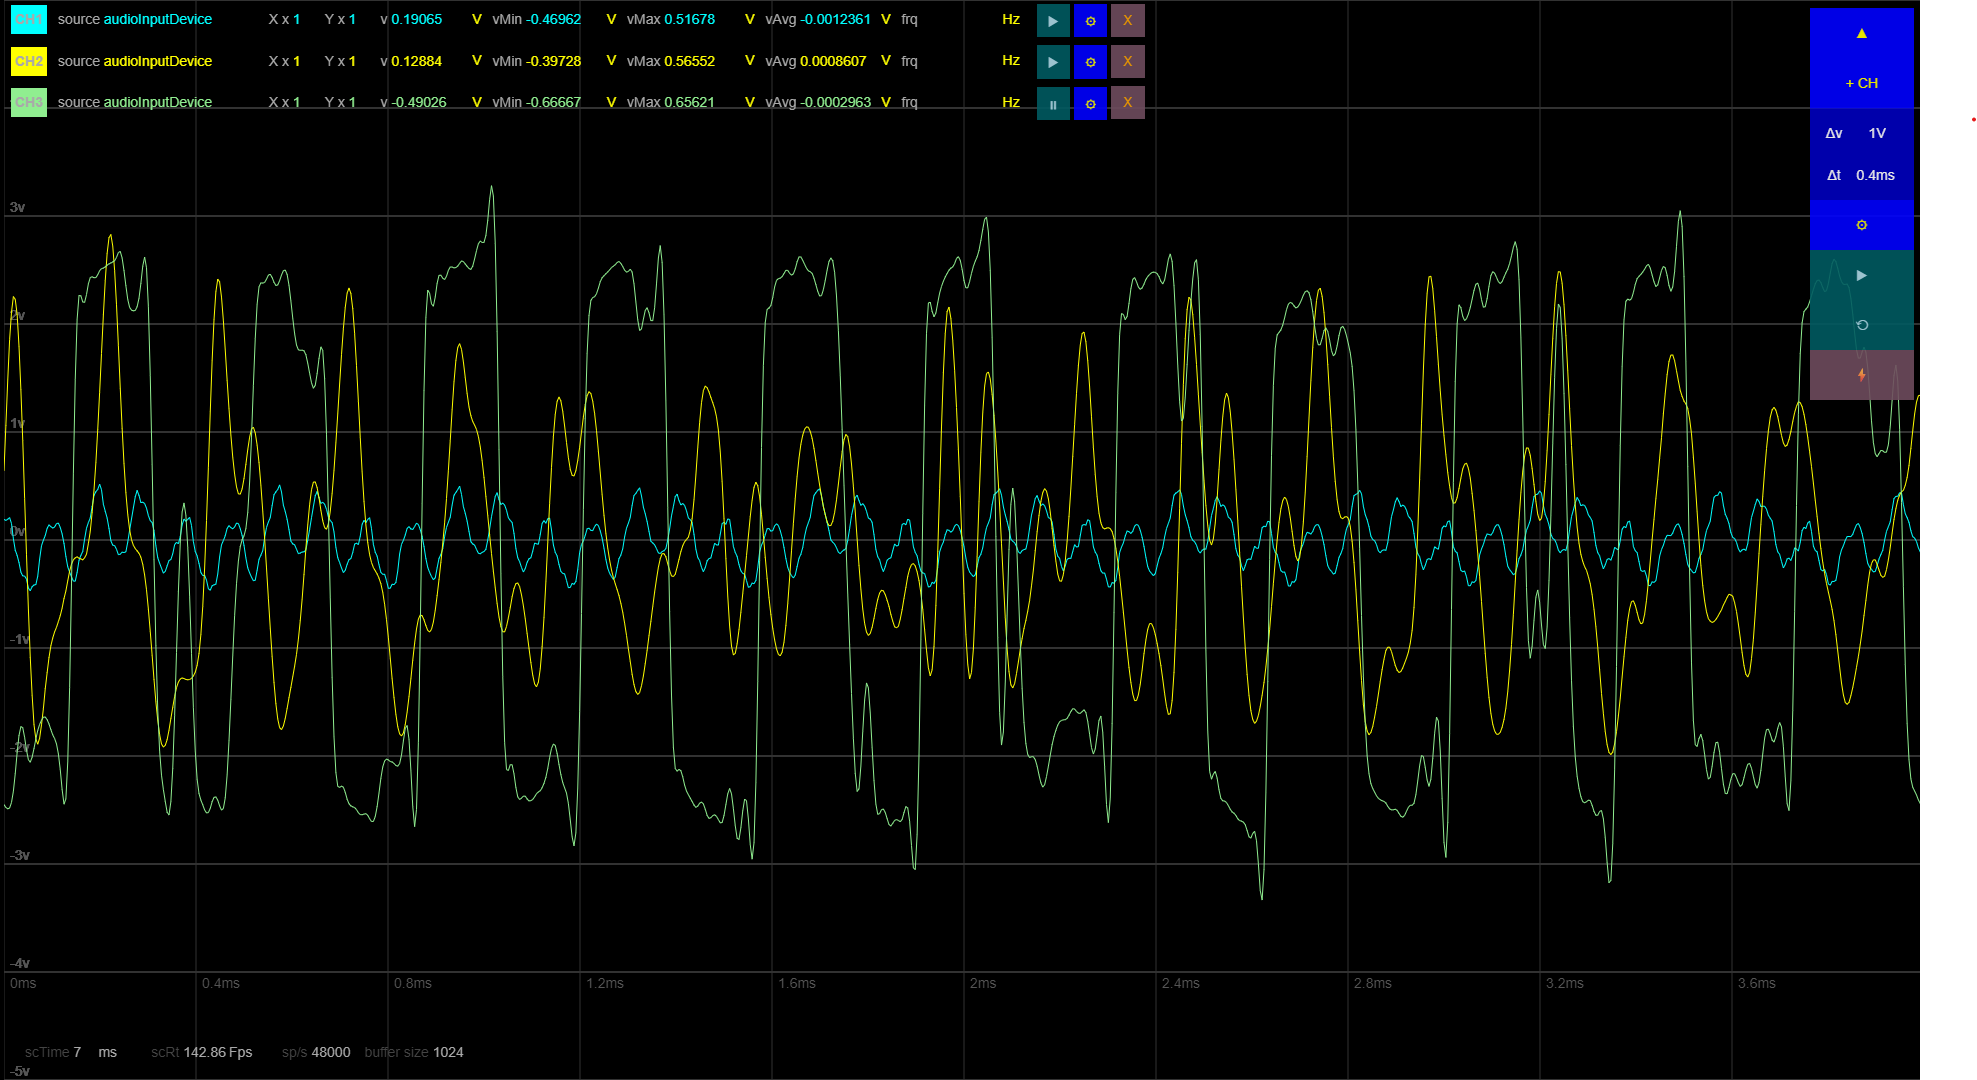 CH1 source audioInputDevice X x 1 Y x 1 v 0.19065 V vMin -0.46962 V vMax 0.51678 V vAvg -0.0012361 V frq Hz X
CH2 source audioInputDevice X x 1 Y x 1 v 0.12884 V vMin -0.39728 V vMax 0.56552 V vAvg 0.0008607 V frq Hz X
CH3 source audioInputDevice X x 1 Y x 1 v -0.49026 V vMin -0.66667 V vMax 0.65621 V vAvg -0.0002963 V frq Hz X
+ CH
Δv 1V
Δt 0.4ms
3v
2v
1v
0v
-1v
-2v
-3v
-4v
0ms 0.4ms 0.8ms 1.2ms 1.6ms 2ms 2.4ms 2.8ms 3.2ms 3.6ms
scTime 7 ms scRt 142.86 Fps sp/s 48000 buffer size 1024
-5v